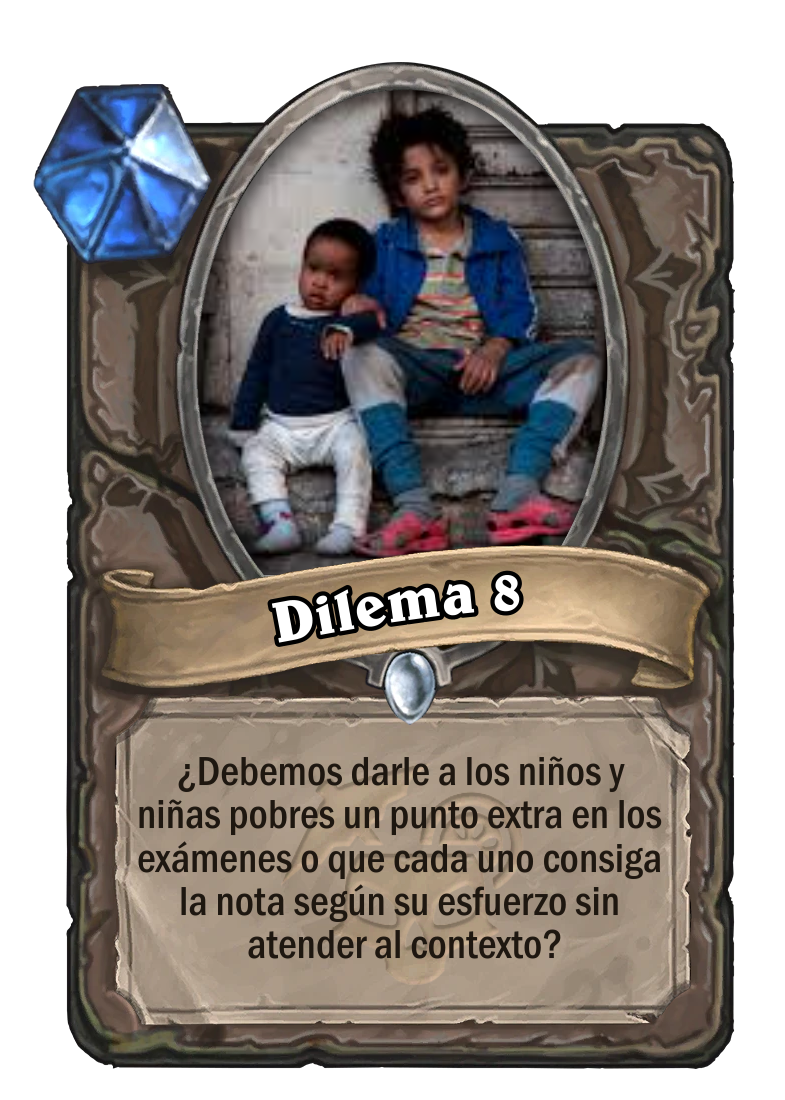 Dilema 8
¿Debemos darle a los niños y
niñas pobres un punto extra en los
exámenes o que cada uno consiga
la nota según su esfuerzo sin
atender al contexto?